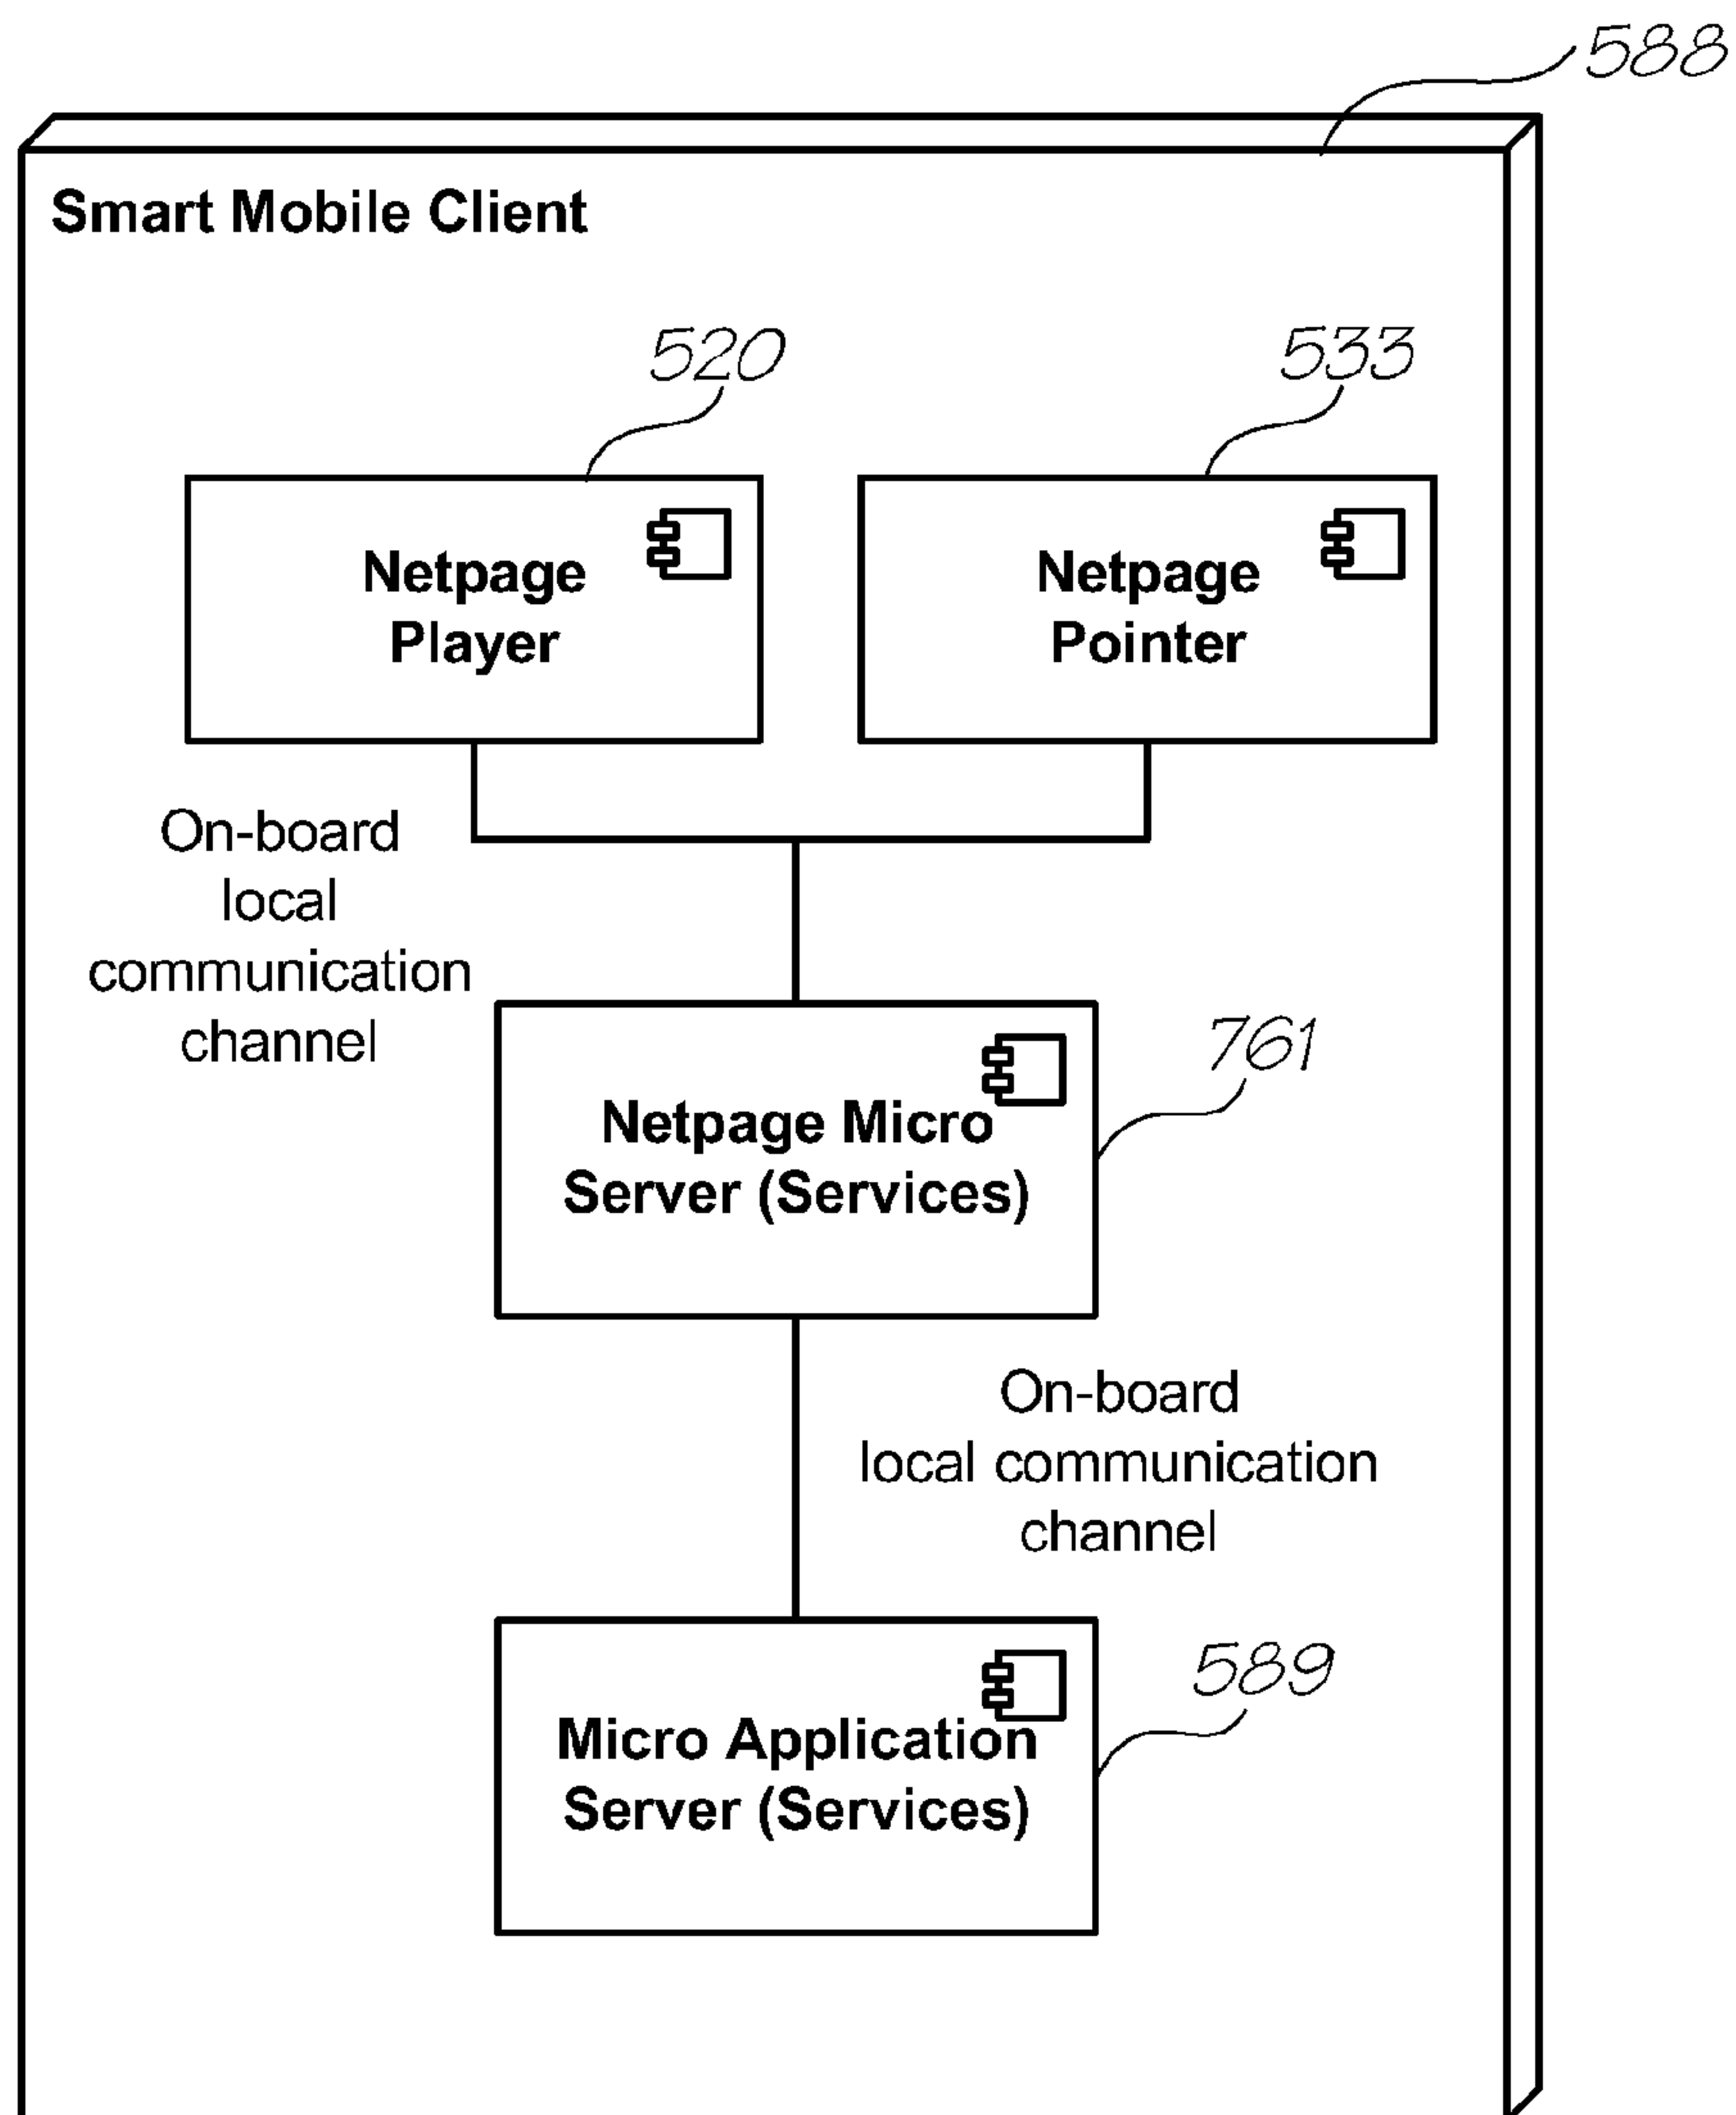 588
Smart Mobile Client
520
533
Netpage
Player
Netpage
Pointer
On-board
local
communication
channel
761
Netpage Micro
Server (Services)
On-board
local communication
channel
589
Micro Application
Server (Services)